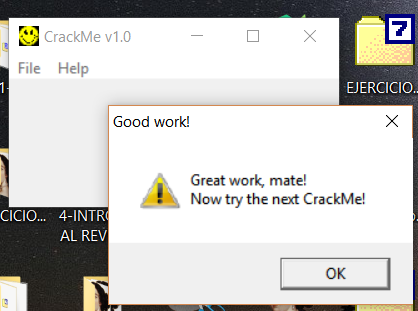 CrackMe v1.0
File Help
7
EJERCICIO...
Good work!
Great work, mate!
Now try the next CrackMe!
OK
CICIO...
4-INTRO
AL REV